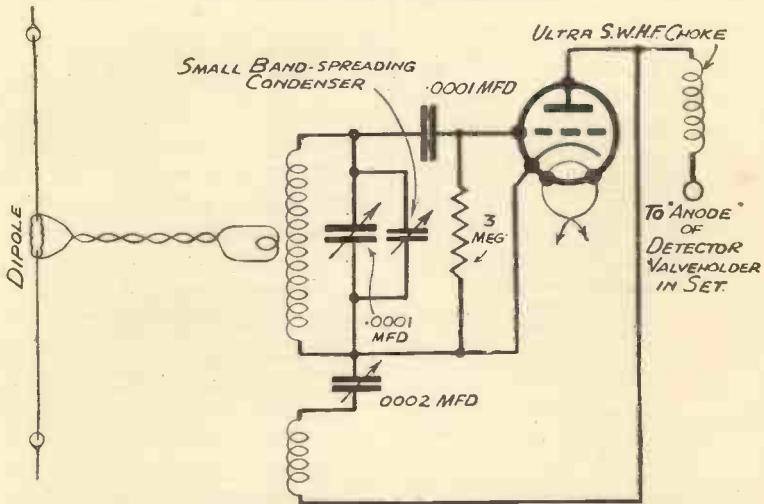 ULTRA S.W.H.F. CHOKE
SMALL BAND-SPREADING
CONDENSER
.0001 MFD
DIPOLE
3
MEG
.0001
MFD
.0002 MFD
TO "ANODE"
OF
DETECTOR
VALVEHOLDER
IN SET.